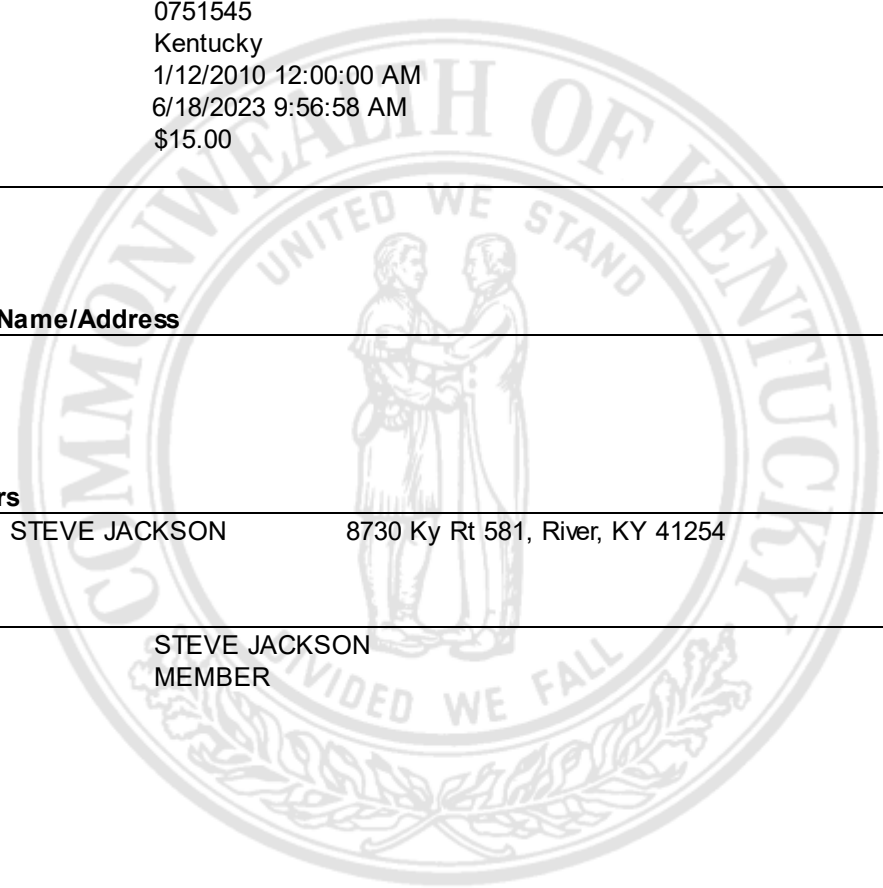 0751545
Kentucky
1/12/2010 12:00:00 AM
6/18/2023 9:56:58 AM
$15.00
COMMONWEALTH OF KENTUCKY
UNITED WE STAND
Name/Address
rs
STEVE JACKSON 8730 Ky Rt 581, River, KY 41254
STEVE JACKSON
MEMBER
DIVIDED WE FALL